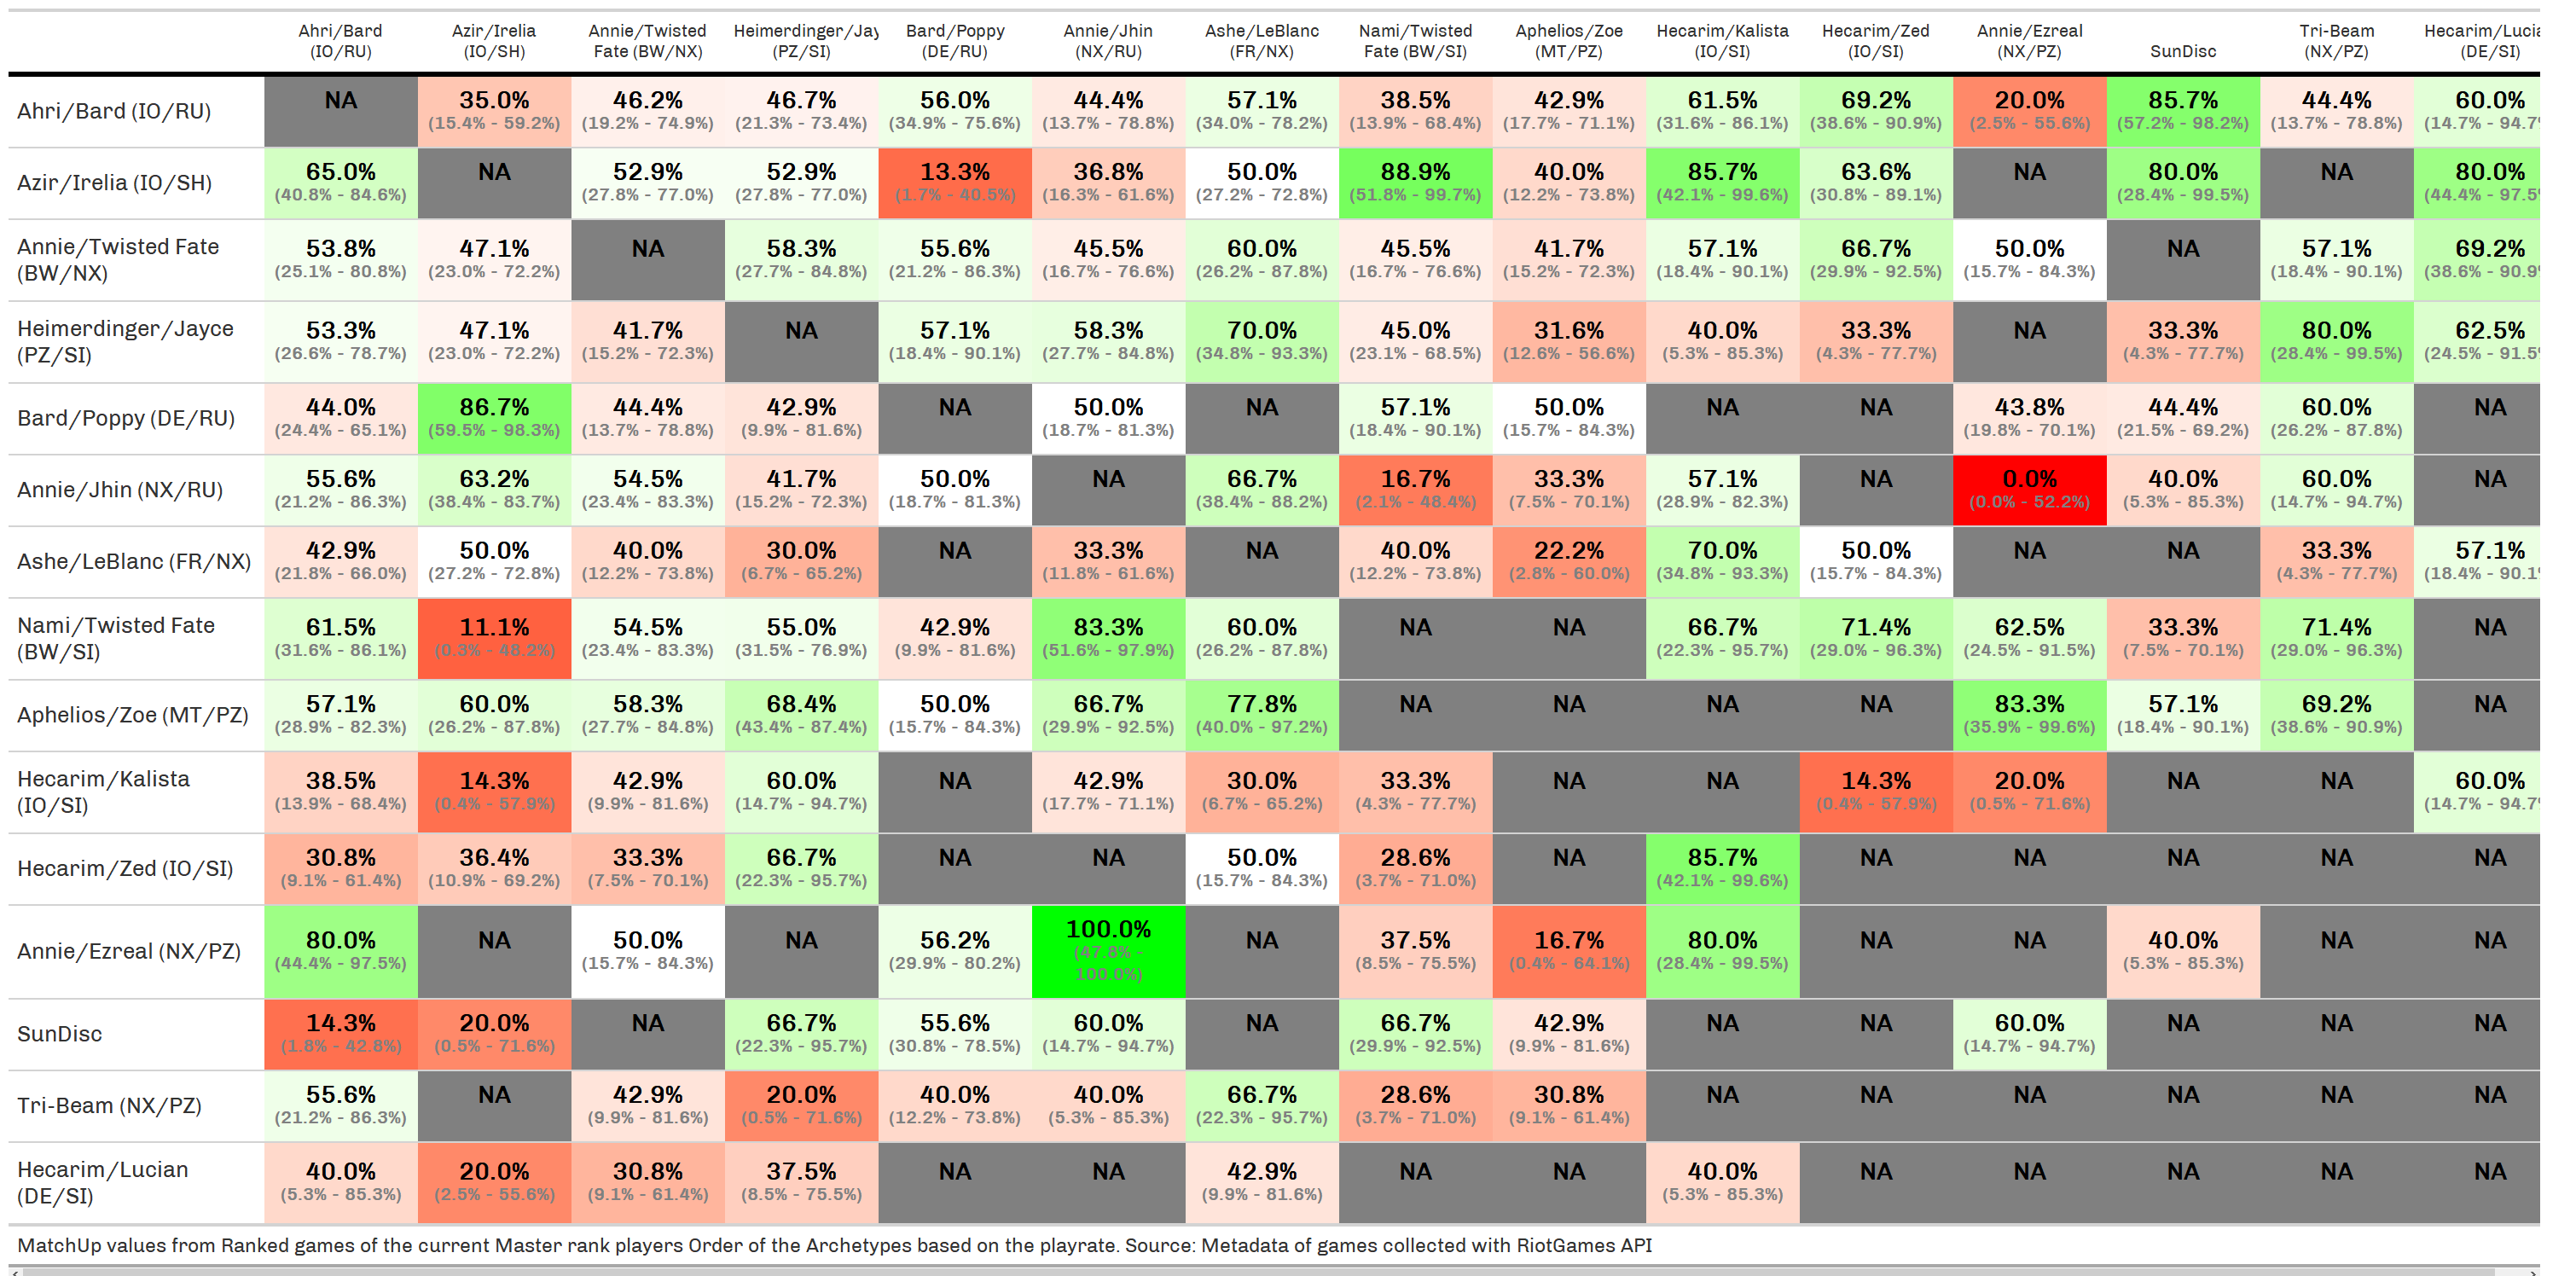 Ahri/Bard (IO/RU) Azir/Irelia (IO/SH) Annie/Twisted Fate (BW/NX) Heimerdinger/Jay (PZ/SI) Bard/Poppy (DE/RU) Annie/Jhin (NX/RU) Ashe/LeBlanc (FR/NX) Nami/Twisted Fate (BW/SI) Aphelios/Zoe (MT/PZ) Hecarim/Kalista (IO/SI) Hecarim/Zed (IO/SI) Annie/Ezreal (NX/PZ) SunDisc Tri-Beam (NX/PZ) Hecarim/Lucia (DE/SI)
Ahri/Bard (IO/RU) NA 35.0% 46.2% 46.7% 56.0% 44.4% 57.1% 38.5% 42.9% 61.5% 69.2% 20.0% 85.7% 44.4% 60.0%
(15.4% - 59.2%) (19.2% - 74.9%) (21.3% - 73.4%) (34.9% - 75.6%) (13.7% - 78.8%) (34.0% - 78.2%) (13.9% - 68.4%) (17.7% - 71.1%) (31.6% - 86.1%) (38.6% - 90.9%) (2.5% - 55.6%) (57.2% - 98.2%) (13.7% - 78.8%) (14.7% - 94.7
Azir/Irelia (IO/SH) 65.0% NA 52.9% 52.9% 13.3% 36.8% 50.0% 88.9% 40.0% 85.7% 63.6% NA 80.0% NA 80.0%
(40.8% - 84.6%) (27.8% - 77.0%) (27.8% - 77.0%) (1.7% - 40.5%) (16.3% - 61.6%) (27.2% - 72.8%) (51.8% - 99.7%) (12.2% - 73.8%) (42.1% - 99.6%) (30.8% - 89.1%) (28.4% - 99.5%) (44.4% - 97.5
Annie/Twisted Fate (BW/NX) 53.8% 47.1% NA 58.3% 55.6% 45.5% 60.0% 45.5% 41.7% 57.1% 66.7% 50.0% NA 57.1% 69.2%
(25.1% - 80.8%) (23.0% - 72.2%) (27.7% - 84.8%) (21.2% - 86.3%) (16.7% - 76.6%) (26.2% - 87.8%) (16.7% - 76.6%) (15.2% - 72.3%) (18.4% - 90.1%) (29.9% - 92.5%) (15.7% - 84.3%) (18.4% - 90.1%) (38.6% - 90.9
Heimerdinger/Jayce (PZ/SI) 53.3% 47.1% 41.7% NA 57.1% 58.3% 70.0% 45.0% 31.6% 40.0% 33.3% NA 33.3% 80.0% 62.5%
(26.6% - 78.7%) (23.0% - 72.2%) (15.2% - 72.3%) (18.4% - 90.1%) (27.7% - 84.8%) (34.8% - 93.3%) (23.1% - 68.5%) (12.6% - 56.6%) (5.3% - 85.3%) (4.3% - 77.7%) (4.3% - 77.7%) (28.4% - 99.5%) (24.5% - 91.5
Bard/Poppy (DE/RU) 44.0% 86.7% 44.4% 42.9% NA 50.0% NA 57.1% 50.0% NA NA 43.8% 44.4% 60.0% NA
(24.4% - 65.1%) (59.5% - 98.3%) (13.7% - 78.8%) (9.9% - 81.6%) (18.7% - 81.3%) (18.4% - 90.1%) (15.7% - 84.3%) (19.8% - 70.1%) (21.5% - 69.2%) (26.2% - 87.8%)
Annie/Jhin (NX/RU) 55.6% 63.2% 54.5% 41.7% 50.0% NA 66.7% 16.7% 33.3% 57.1% NA 0.0% 40.0% 60.0% NA
(21.2% - 86.3%) (38.4% - 83.7%) (23.4% - 83.3%) (15.2% - 72.3%) (18.7% - 81.3%) (38.4% - 88.2%) (2.1% - 48.4%) (7.5% - 70.1%) (28.9% - 82.3%) (0.0% - 52.2%) (5.3% - 85.3%) (14.7% - 94.7%)
Ashe/LeBlanc (FR/NX) 42.9% 50.0% 40.0% 30.0% NA 33.3% NA 40.0% 22.2% 70.0% 50.0% NA NA 33.3% 57.1%
(21.8% - 66.0%) (27.2% - 72.8%) (12.2% - 73.8%) (6.7% - 65.2%) (11.8% - 61.6%) (12.2% - 73.8%) (2.8% - 60.0%) (34.8% - 93.3%) (15.7% - 84.3%) (4.3% - 77.7%) (18.4% - 90.1
Nami/Twisted Fate (BW/SI) 61.5% 11.1% 54.5% 55.0% 42.9% 83.3% 60.0% NA NA 66.7% 71.4% 62.5% 33.3% 71.4% NA
(31.6% - 86.1%) (0.3% - 48.2%) (23.4% - 83.3%) (31.5% - 76.9%) (9.9% - 81.6%) (51.6% - 97.9%) (26.2% - 87.8%) (22.3% - 95.7%) (29.0% - 96.3%) (24.5% - 91.5%) (7.5% - 70.1%) (29.0% - 96.3%)
Aphelios/Zoe (MT/PZ) 57.1% 60.0% 58.3% 68.4% 50.0% 66.7% 77.8% NA NA NA NA 83.3% 57.1% 69.2% NA
(28.9% - 82.3%) (26.2% - 87.8%) (27.7% - 84.8%) (43.4% - 87.4%) (15.7% - 84.3%) (29.9% - 92.5%) (40.0% - 97.2%) (35.9% - 99.6%) (18.4% - 90.1%) (38.6% - 90.9%)
Hecarim/Kalista (IO/SI) 38.5% 14.3% 42.9% 60.0% NA 42.9% 30.0% 33.3% NA NA 14.3% 20.0% NA NA 60.0%
(13.9% - 68.4%) (0.4% - 57.9%) (9.9% - 81.6%) (14.7% - 94.7%) (17.7% - 71.1%) (6.7% - 65.2%) (4.3% - 77.7%) (0.4% - 57.9%) (0.5% - 71.6%) (14.7% - 94.7
Hecarim/Zed (IO/SI) 30.8% 36.4% 33.3% 66.7% NA NA 50.0% 28.6% NA 85.7% NA NA NA NA NA
(9.1% - 61.4%) (10.9% - 69.2%) (7.5% - 70.1%) (22.3% - 95.7%) (15.7% - 84.3%) (3.7% - 71.0%) (42.1% - 99.6%)
Annie/Ezreal (NX/PZ) 80.0% NA 50.0% NA 56.2% 100.0% NA 37.5% 16.7% 80.0% NA NA 40.0% NA NA
(44.4% - 97.5%) (15.7% - 84.3%) (29.9% - 80.2%) (47.8% - 100.0%) (8.5% - 75.5%) (0.4% - 64.1%) (28.4% - 99.5%) (5.3% - 85.3%)
SunDisc 14.3% 20.0% NA 66.7% 55.6% 60.0% NA 66.7% 42.9% NA NA 60.0% NA NA NA
(1.8% - 42.8%) (0.5% - 71.6%) (22.3% - 95.7%) (30.8% - 78.5%) (14.7% - 94.7%) (29.9% - 92.5%) (9.9% - 81.6%) (14.7% - 94.7%)
Tri-Beam (NX/PZ) 55.6% NA 42.9% 20.0% 40.0% 40.0% 66.7% 28.6% 30.8% NA NA NA NA NA NA
(21.2% - 86.3%) (9.9% - 81.6%) (0.5% - 71.6%) (12.2% - 73.8%) (5.3% - 85.3%) (22.3% - 95.7%) (3.7% - 71.0%) (9.1% - 61.4%)
Hecarim/Lucian (DE/SI) 40.0% 20.0% 30.8% 37.5% NA NA 42.9% NA NA 40.0% NA NA NA NA NA
(5.3% - 85.3%) (2.5% - 55.6%) (9.1% - 61.4%) (8.5% - 75.5%) (9.9% - 81.6%) (5.3% - 85.3%)
MatchUp values from Ranked games of the current Master rank players Order of the Archetypes based on the playrate. Source: Metadata of games collected with RiotGames API